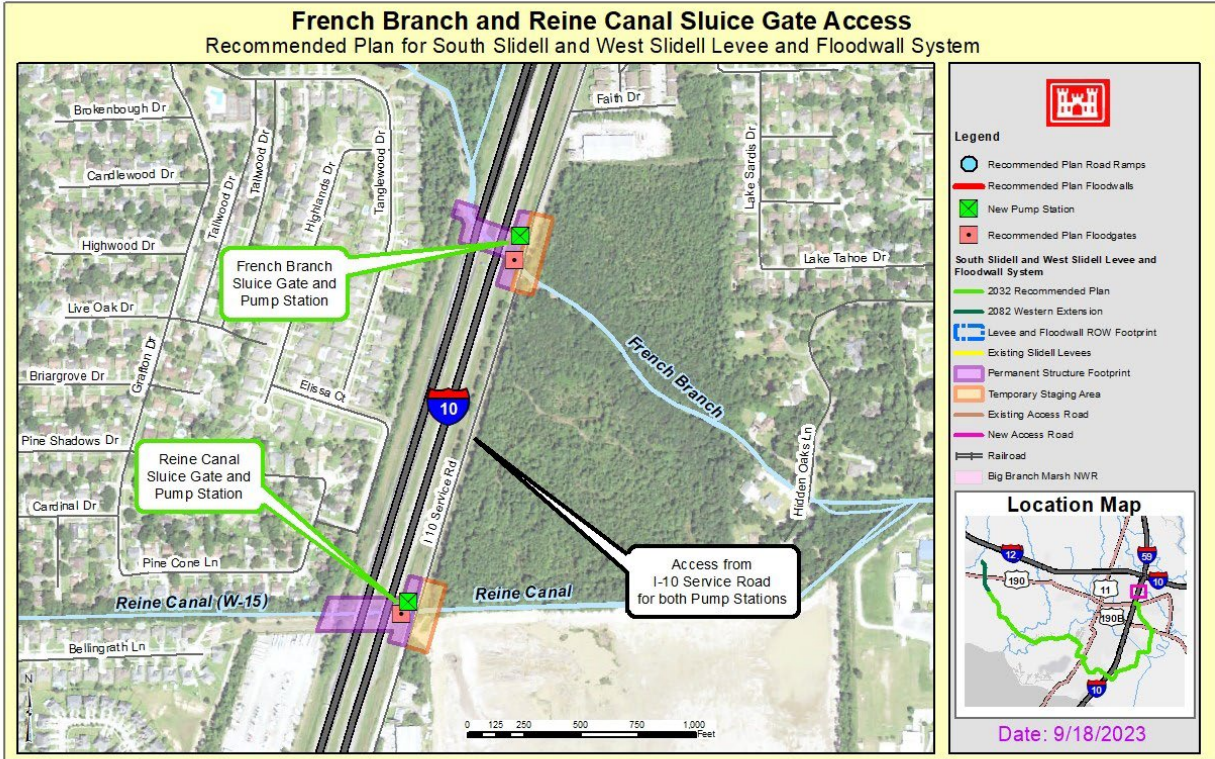 French Branch and Reine Canal Sluice Gate Access
Recommended Plan for South Slidell and West Slidell Levee and Floodwall System
Brokenbough Dr
Candlewood Dr
Tallwood Dr
Tallwood Dr
Highlands Dr
Tanglewood Dr
Highwood Dr
Faith Dr
Lake Sardis Dr
Lake Tahoe Dr
French Branch
Sluice Gate and
Pump Station
Live Oak Dr
Grafton Dr
Briargrove Dr
Elissa Ct
Pine Shadows Dr
10
French Branch
Hidden Oaks Ln
Reine Canal
Sluice Gate and
Pump Station
I 10 Service Rd
Cardinal Dr
Pine Cone Ln
Access from
I-10 Service Road
for both Pump Stations
Reine Canal (W-15)
Reine Canal
Bellingrath Ln
N
0 125 250 500 750 1,000
Feet
Legend
Recommended Plan Road Ramps
Recommended Plan Floodwalls
New Pump Station
Recommended Plan Floodgates
South Slidell and West Slidell Levee and
Floodwall System
2032 Recommended Plan
2082 Western Extension
Levee and Floodwall ROW Footprint
Existing Slidell Levees
Permanent Structure Footprint
Temporary Staging Area
Existing Access Road
New Access Road
Railroad
Big Branch Marsh NWR
Location Map
12
59
190
11
10
190B
10
Date: 9/18/2023